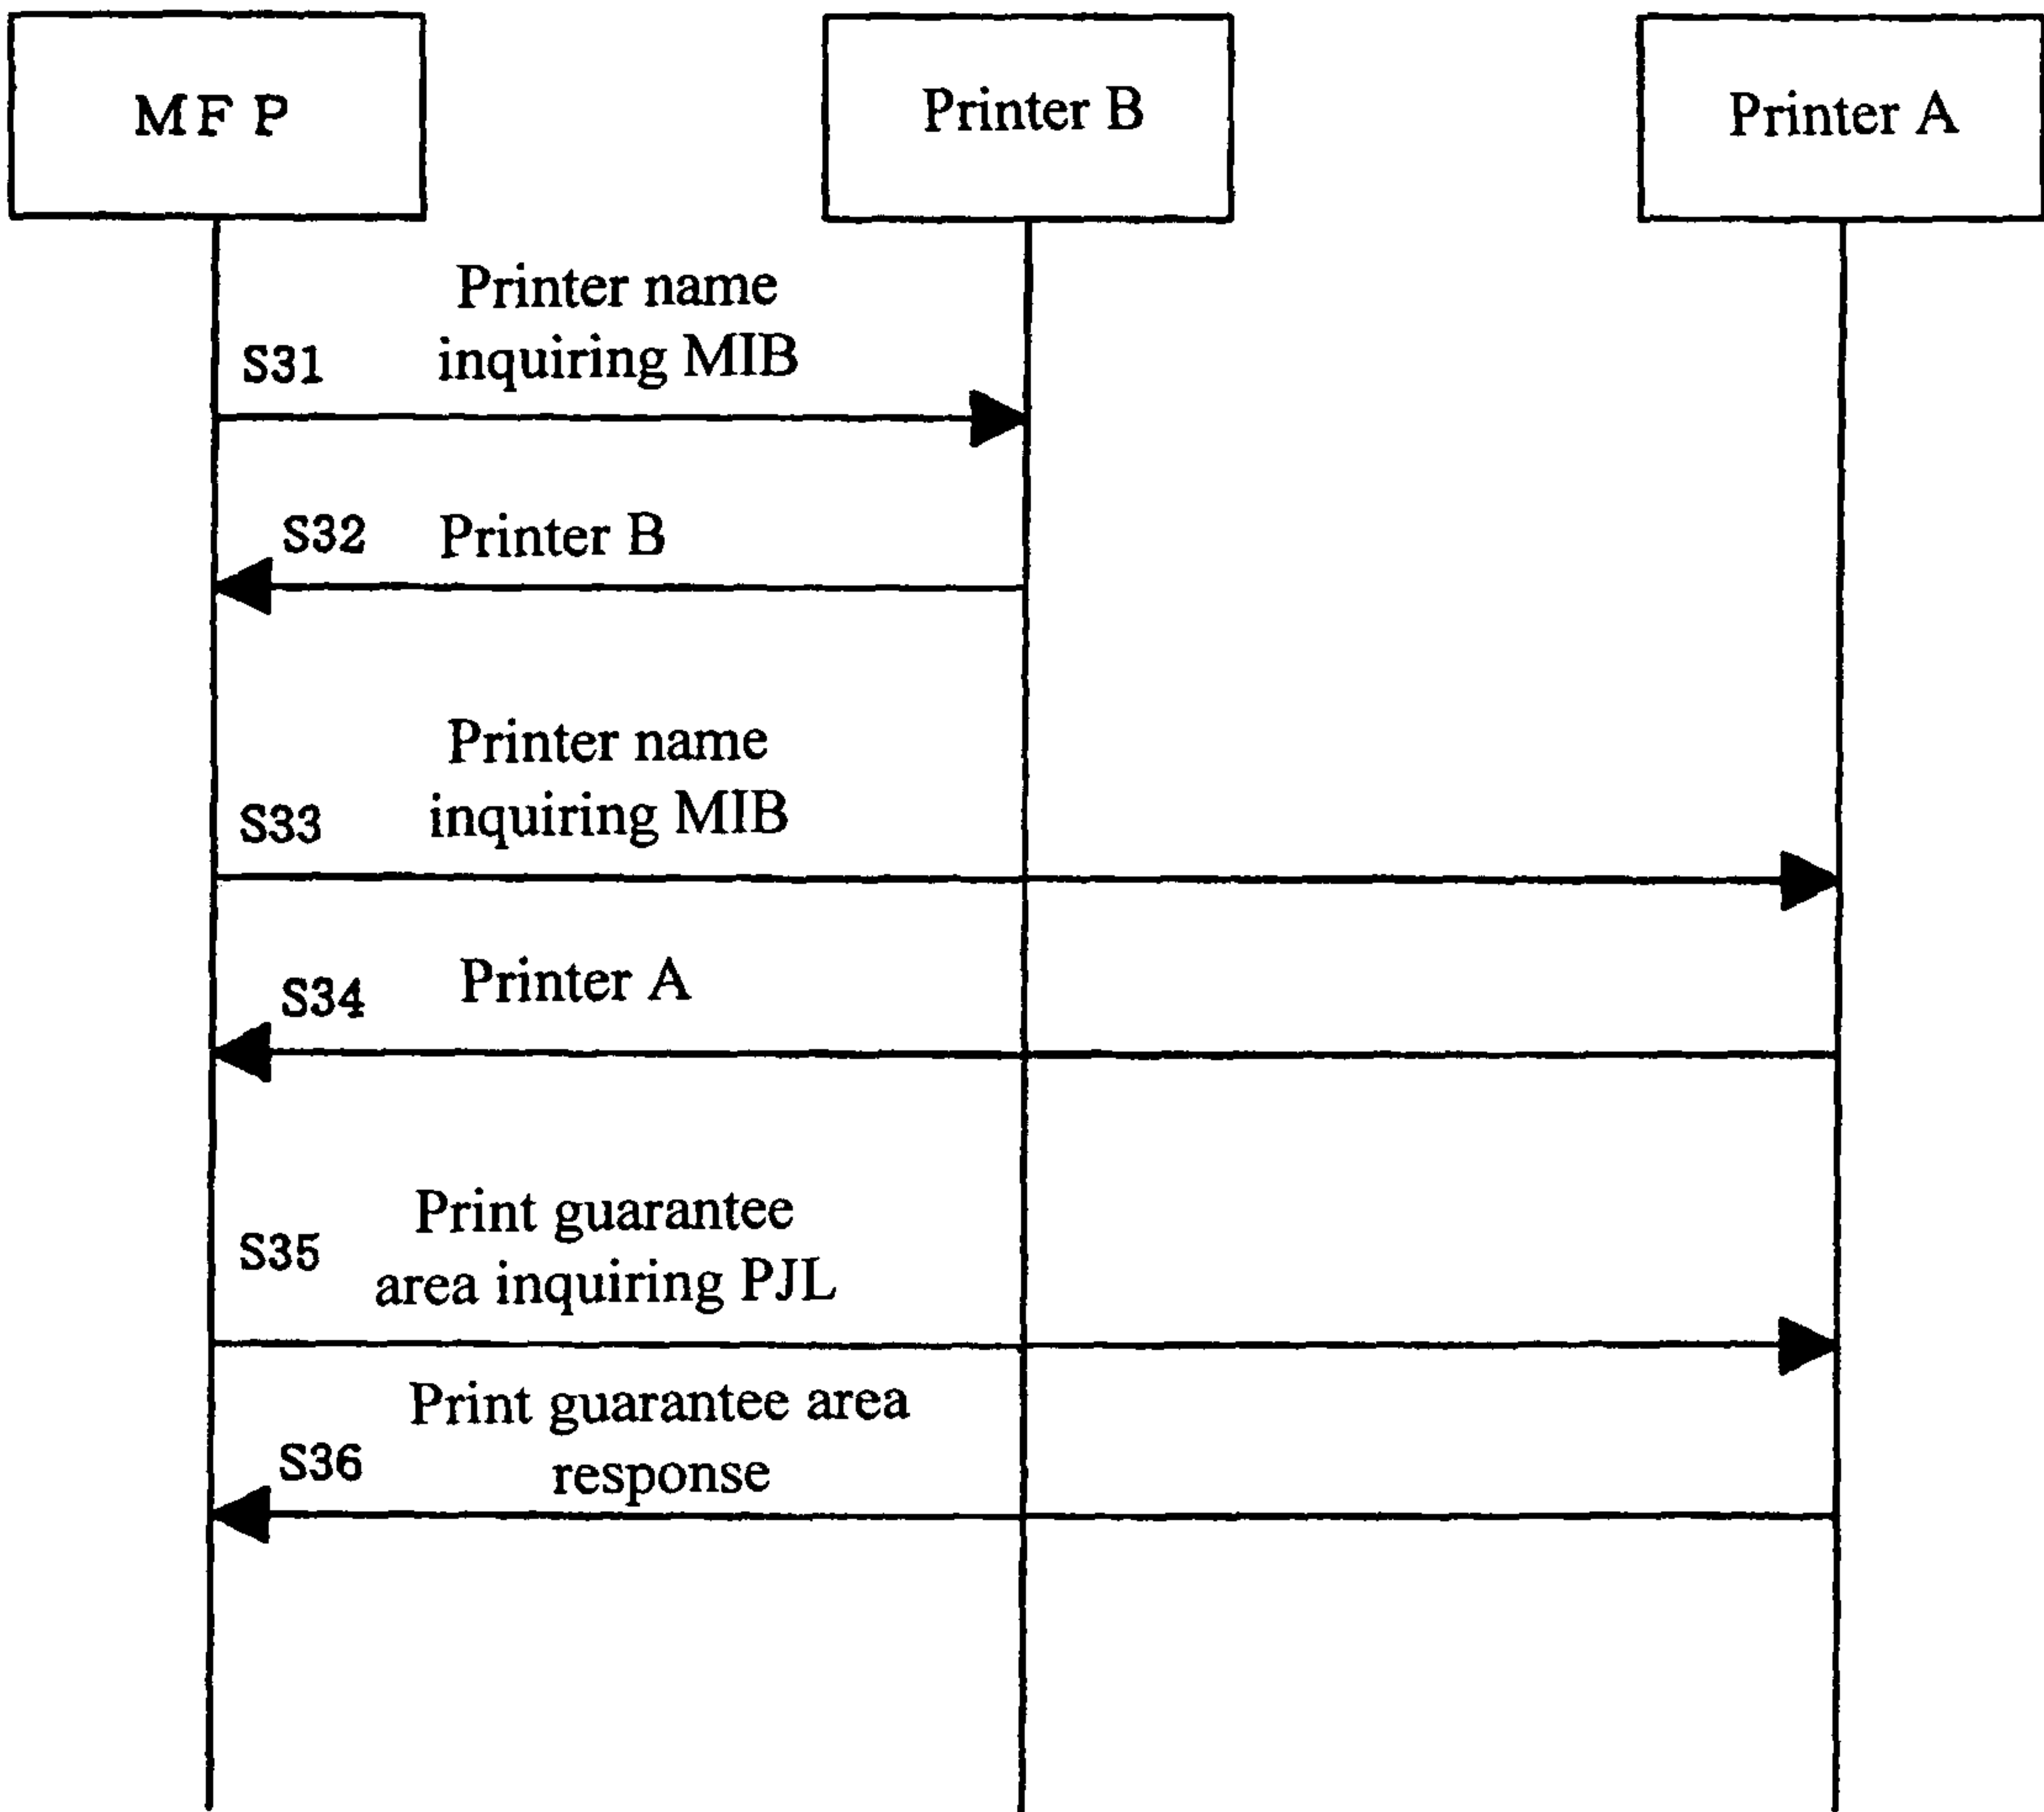 MFP
Printer B
Printer A
Printer name
inquiring MIB
S31
S32
Printer B
Printer name
inquiring MIB
S33
S34
Printer A
Print guarantee
area inquiring PJL
S35
Print guarantee area
response
S36